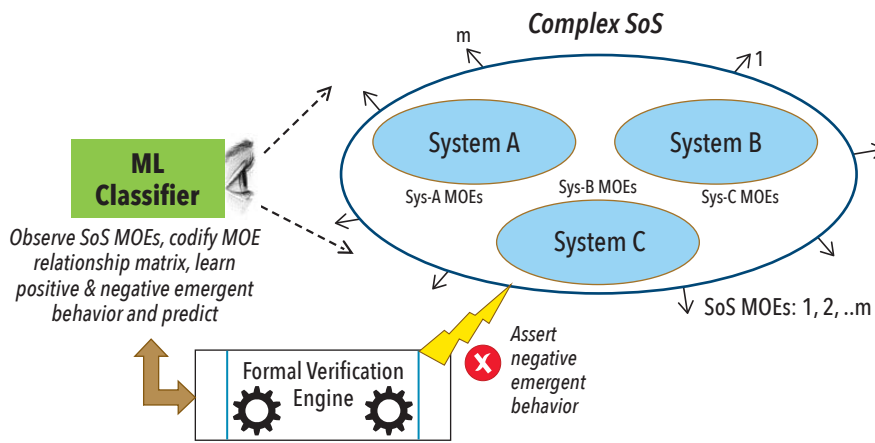 Complex SoS
m
1
System A
System B
ML
Classifier
Sys-A MOEs
Sys-B MOEs
Sys-C MOEs
System C
Observe SoS MOEs, codify MOE
relationship matrix, learn
positive & negative emergent
behavior and predict
SoS MOEs: 1, 2, ..m
Assert
negative
emergent
behavior
X
Formal Verification
Engine